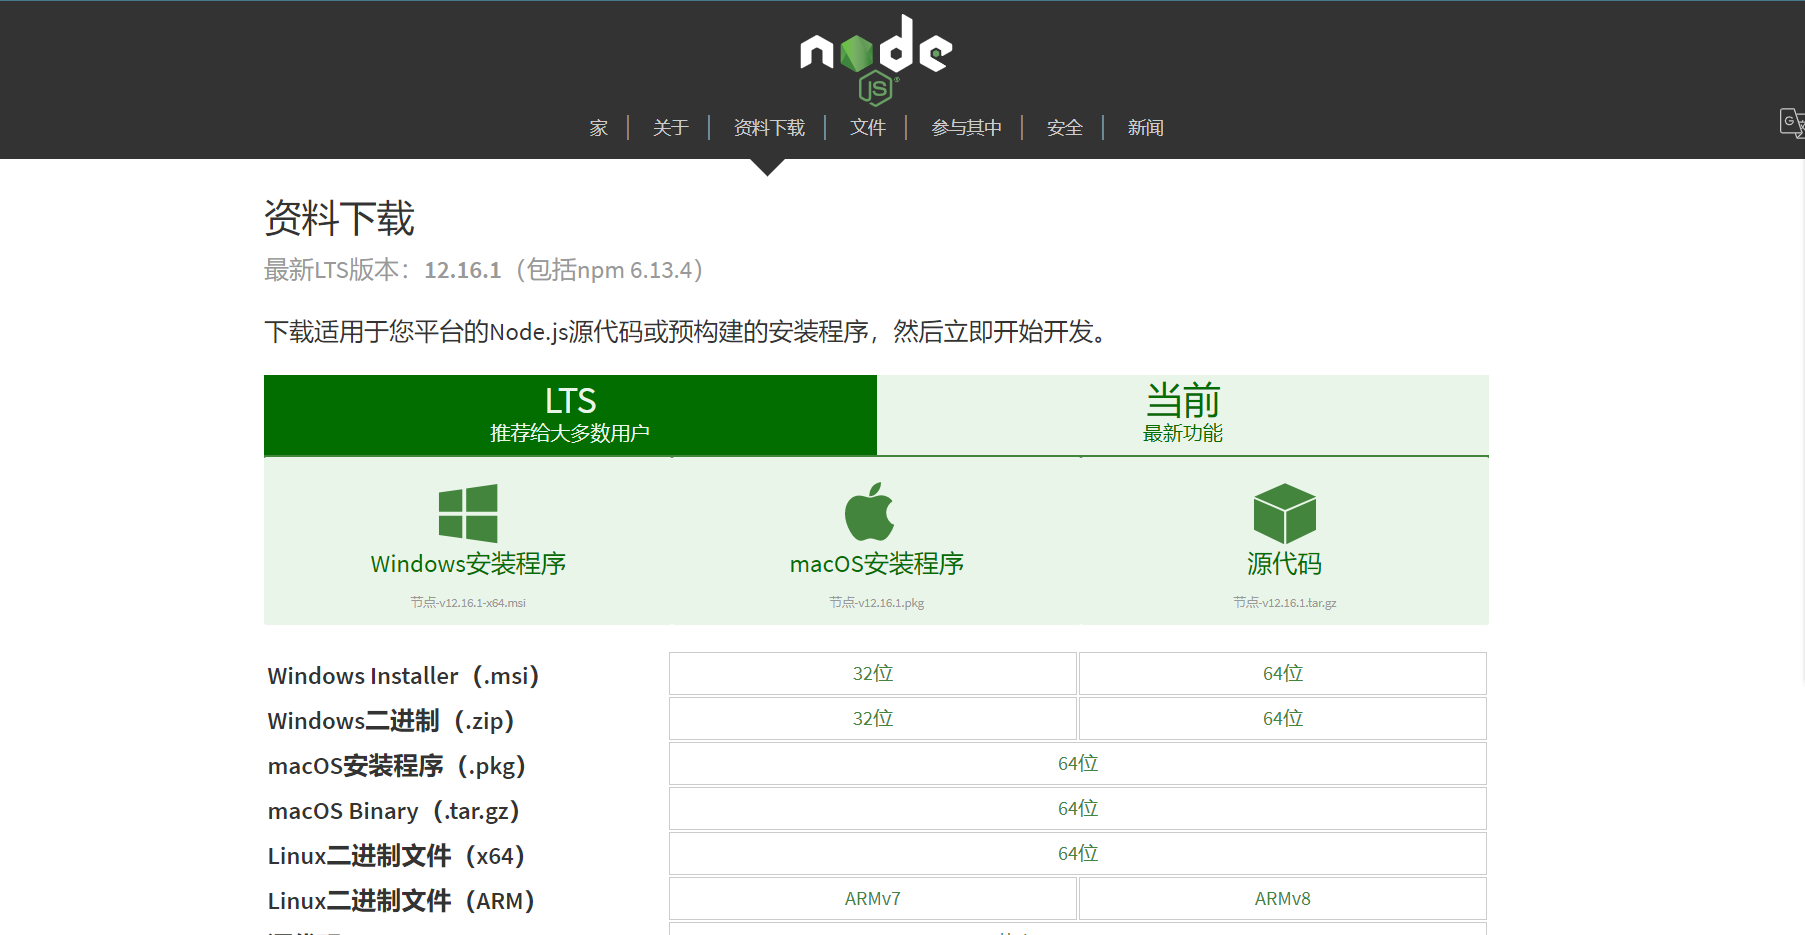 node
JS
家 关于 资料下载 文件 参与其中 安全 新闻
资料下载
最新LTS版本：12.16.1（包括npm 6.13.4）
下载适用于您平台的Node.js源代码或预构建的安装程序，然后立即开始开发。
LTS
推荐给大多数用户
当前
最新功能
Windows安装程序
节点-v12.16.1-x64.msi
macOS安装程序
节点-v12.16.1.pkg
源代码
节点-v12.16.1.tar.gz
Windows Installer（.msi） 32位 64位
Windows二进制（.zip） 32位 64位
macOS安装程序（.pkg） 64位
macOS Binary（.tar.gz） 64位
Linux二进制文件（x64） 64位
Linux二进制文件（ARM） ARMv7 ARMv8